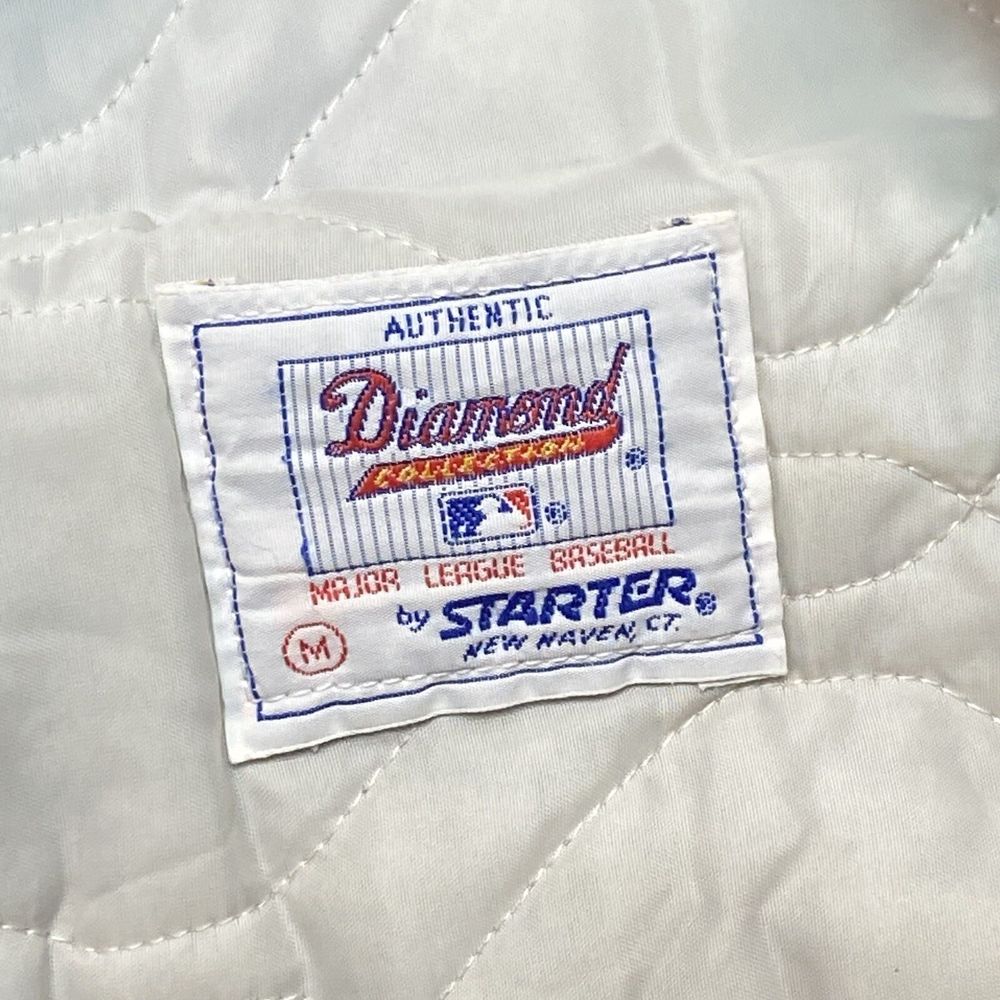 AUTHENTIC
Diamond
COLLECTION ®
®
MAJOR LEAGUE BASEBALL
by STARTER®
NEW HAVEN, CT.
M